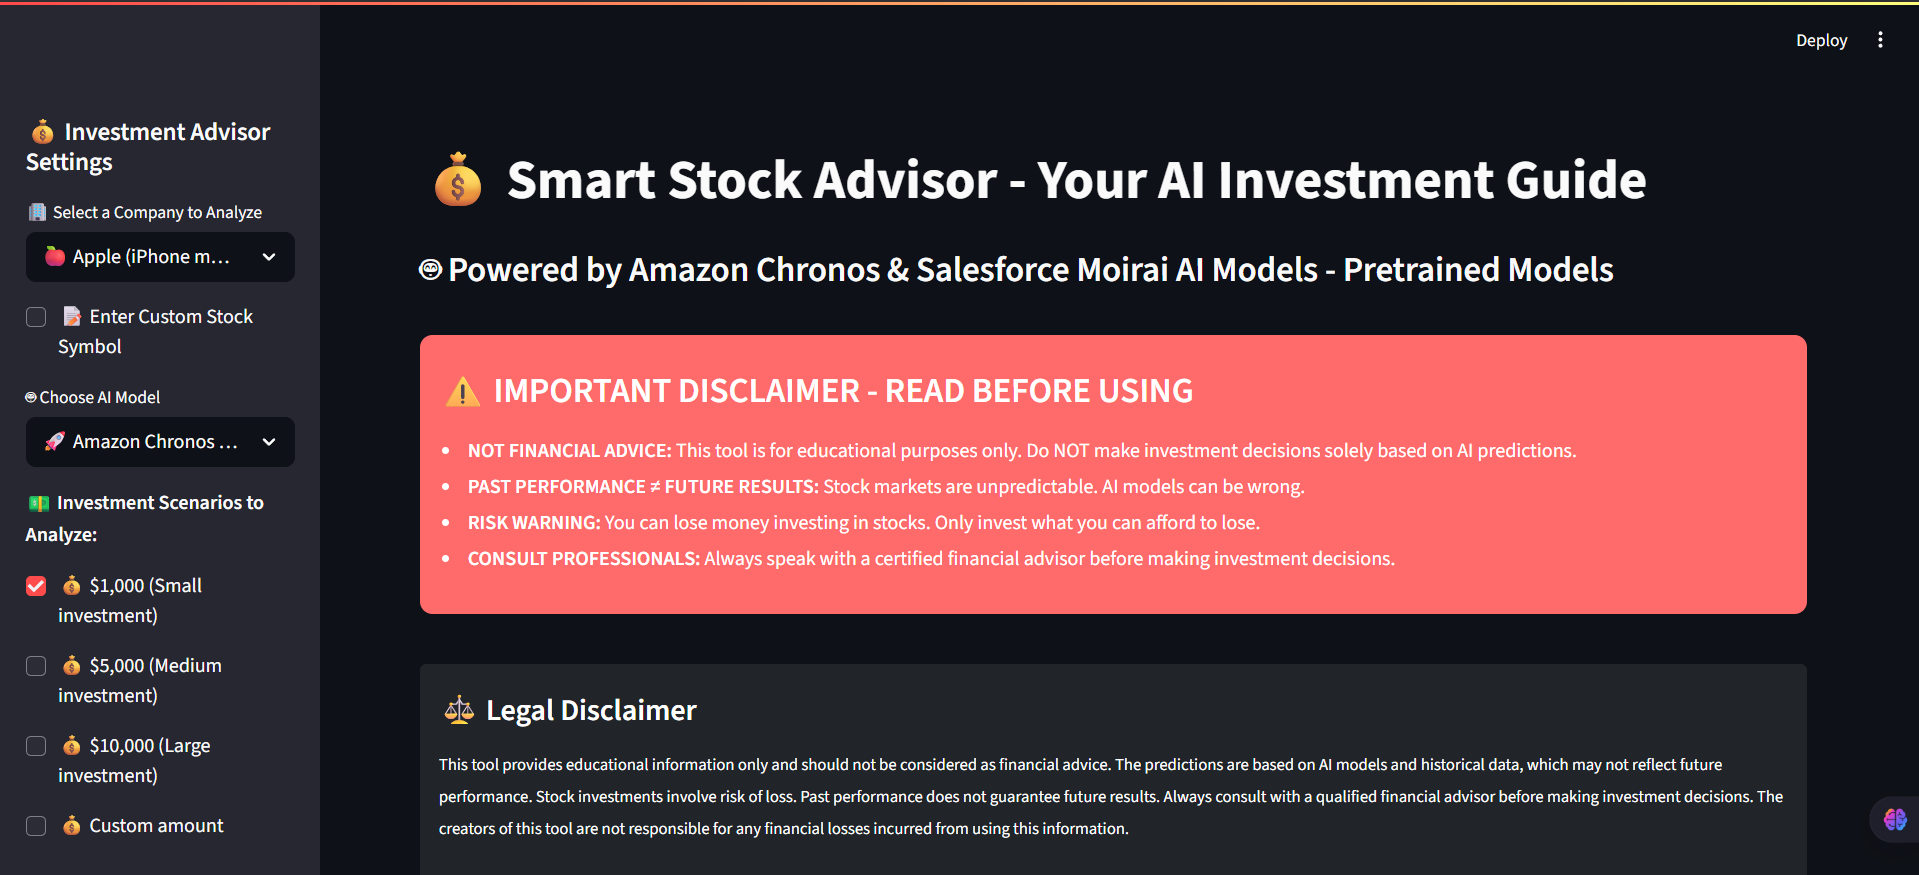 Deploy
💰 Investment Advisor
Settings
🏢 Select a Company to Analyze
🍎 Apple (iPhone m...
📝 Enter Custom Stock
Symbol
🤖 Choose AI Model
🚀 Amazon Chronos ...
💵 Investment Scenarios to
Analyze:
💰 $1,000 (Small
investment)
💰 $5,000 (Medium
investment)
💰 $10,000 (Large
investment)
💰 Custom amount
💰 Smart Stock Advisor - Your AI Investment Guide
🤖 Powered by Amazon Chronos & Salesforce Moirai AI Models - Pretrained Models
⚠️ IMPORTANT DISCLAIMER - READ BEFORE USING
• NOT FINANCIAL ADVICE: This tool is for educational purposes only. Do NOT make investment decisions solely based on AI predictions.
• PAST PERFORMANCE ≠ FUTURE RESULTS: Stock markets are unpredictable. AI models can be wrong.
• RISK WARNING: You can lose money investing in stocks. Only invest what you can afford to lose.
• CONSULT PROFESSIONALS: Always speak with a certified financial advisor before making investment decisions.
⚖️ Legal Disclaimer
This tool provides educational information only and should not be considered as financial advice. The predictions are based on AI models and historical data, which may not reflect future
performance. Stock investments involve risk of loss. Past performance does not guarantee future results. Always consult with a qualified financial advisor before making investment decisions. The
creators of this tool are not responsible for any financial losses incurred from using this information.